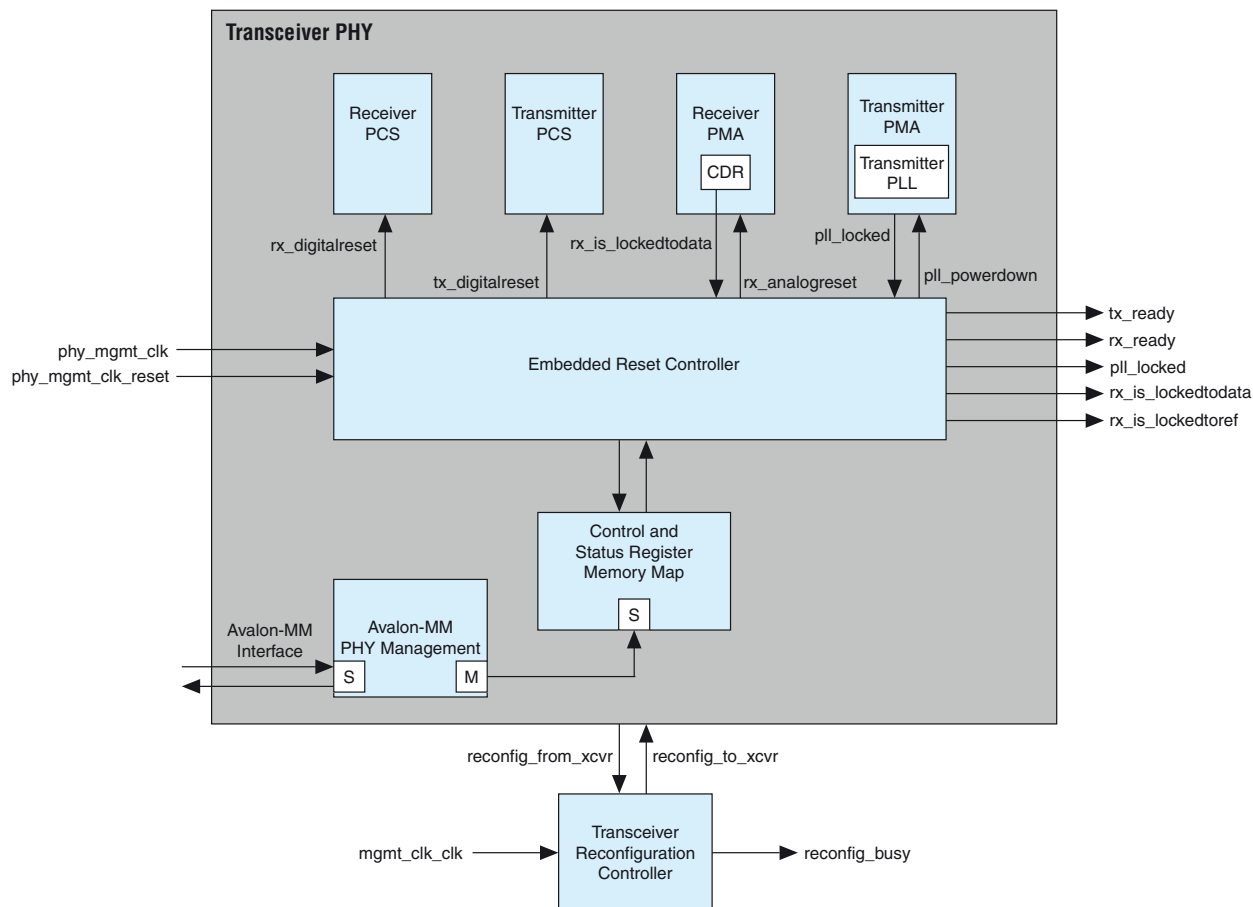 Transceiver PHY
Receiver
PCS
Transmitter
PCS
Receiver
PMA
CDR
Transmitter
PMA
Transmitter
PLL
rx_digitalreset
tx_digitalreset
rx_is_lockedtodata
rx_analogreset
pll_locked
pll_powerdown
phy_mgmt_clk
phy_mgmt_clk_reset
Embedded Reset Controller
tx_ready
rx_ready
pll_locked
rx_is_lockedtodata
rx_is_lockedtoref
Control and
Status Register
Memory Map
S
Avalon-MM
Interface
Avalon-MM
PHY Management
S
M
reconfig_from_xcvr
reconfig_to_xcvr
mgmt_clk_clk
Transceiver
Reconfiguration
Controller
reconfig_busy